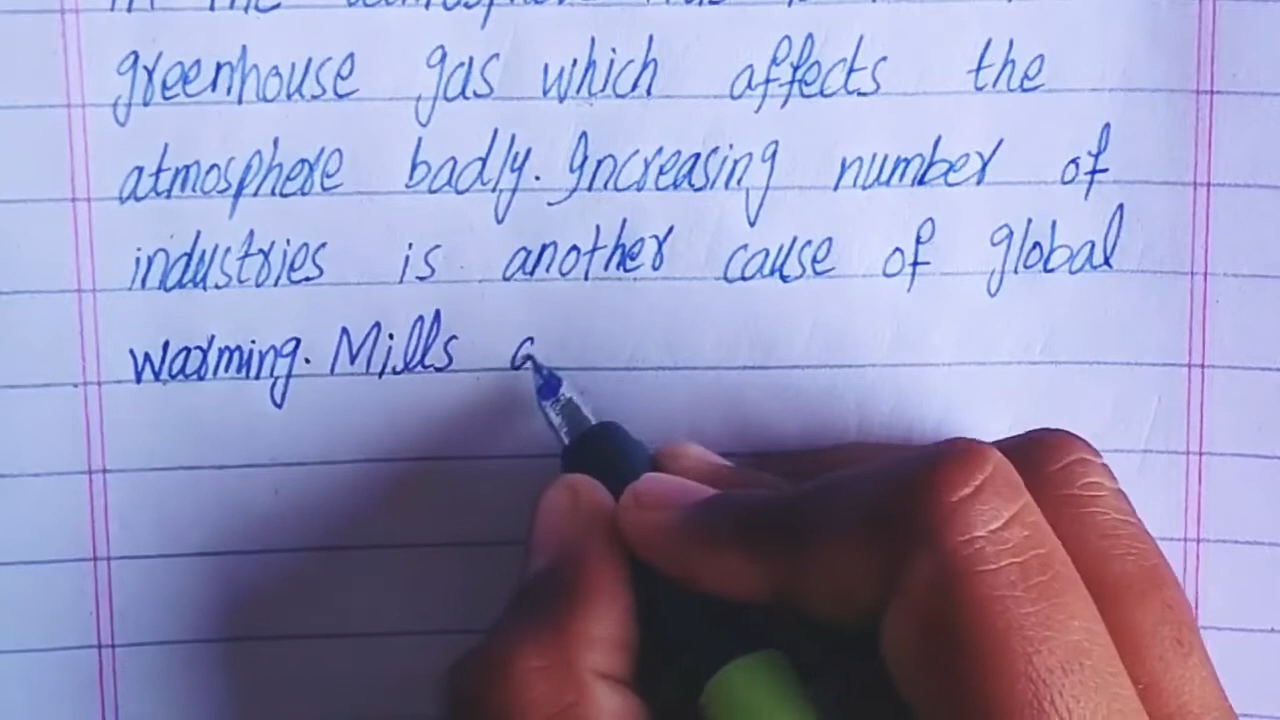 greenhouse gas which affects the
atmosphere badly. Increasing number of
industries is another cause of global
warming. Mills a